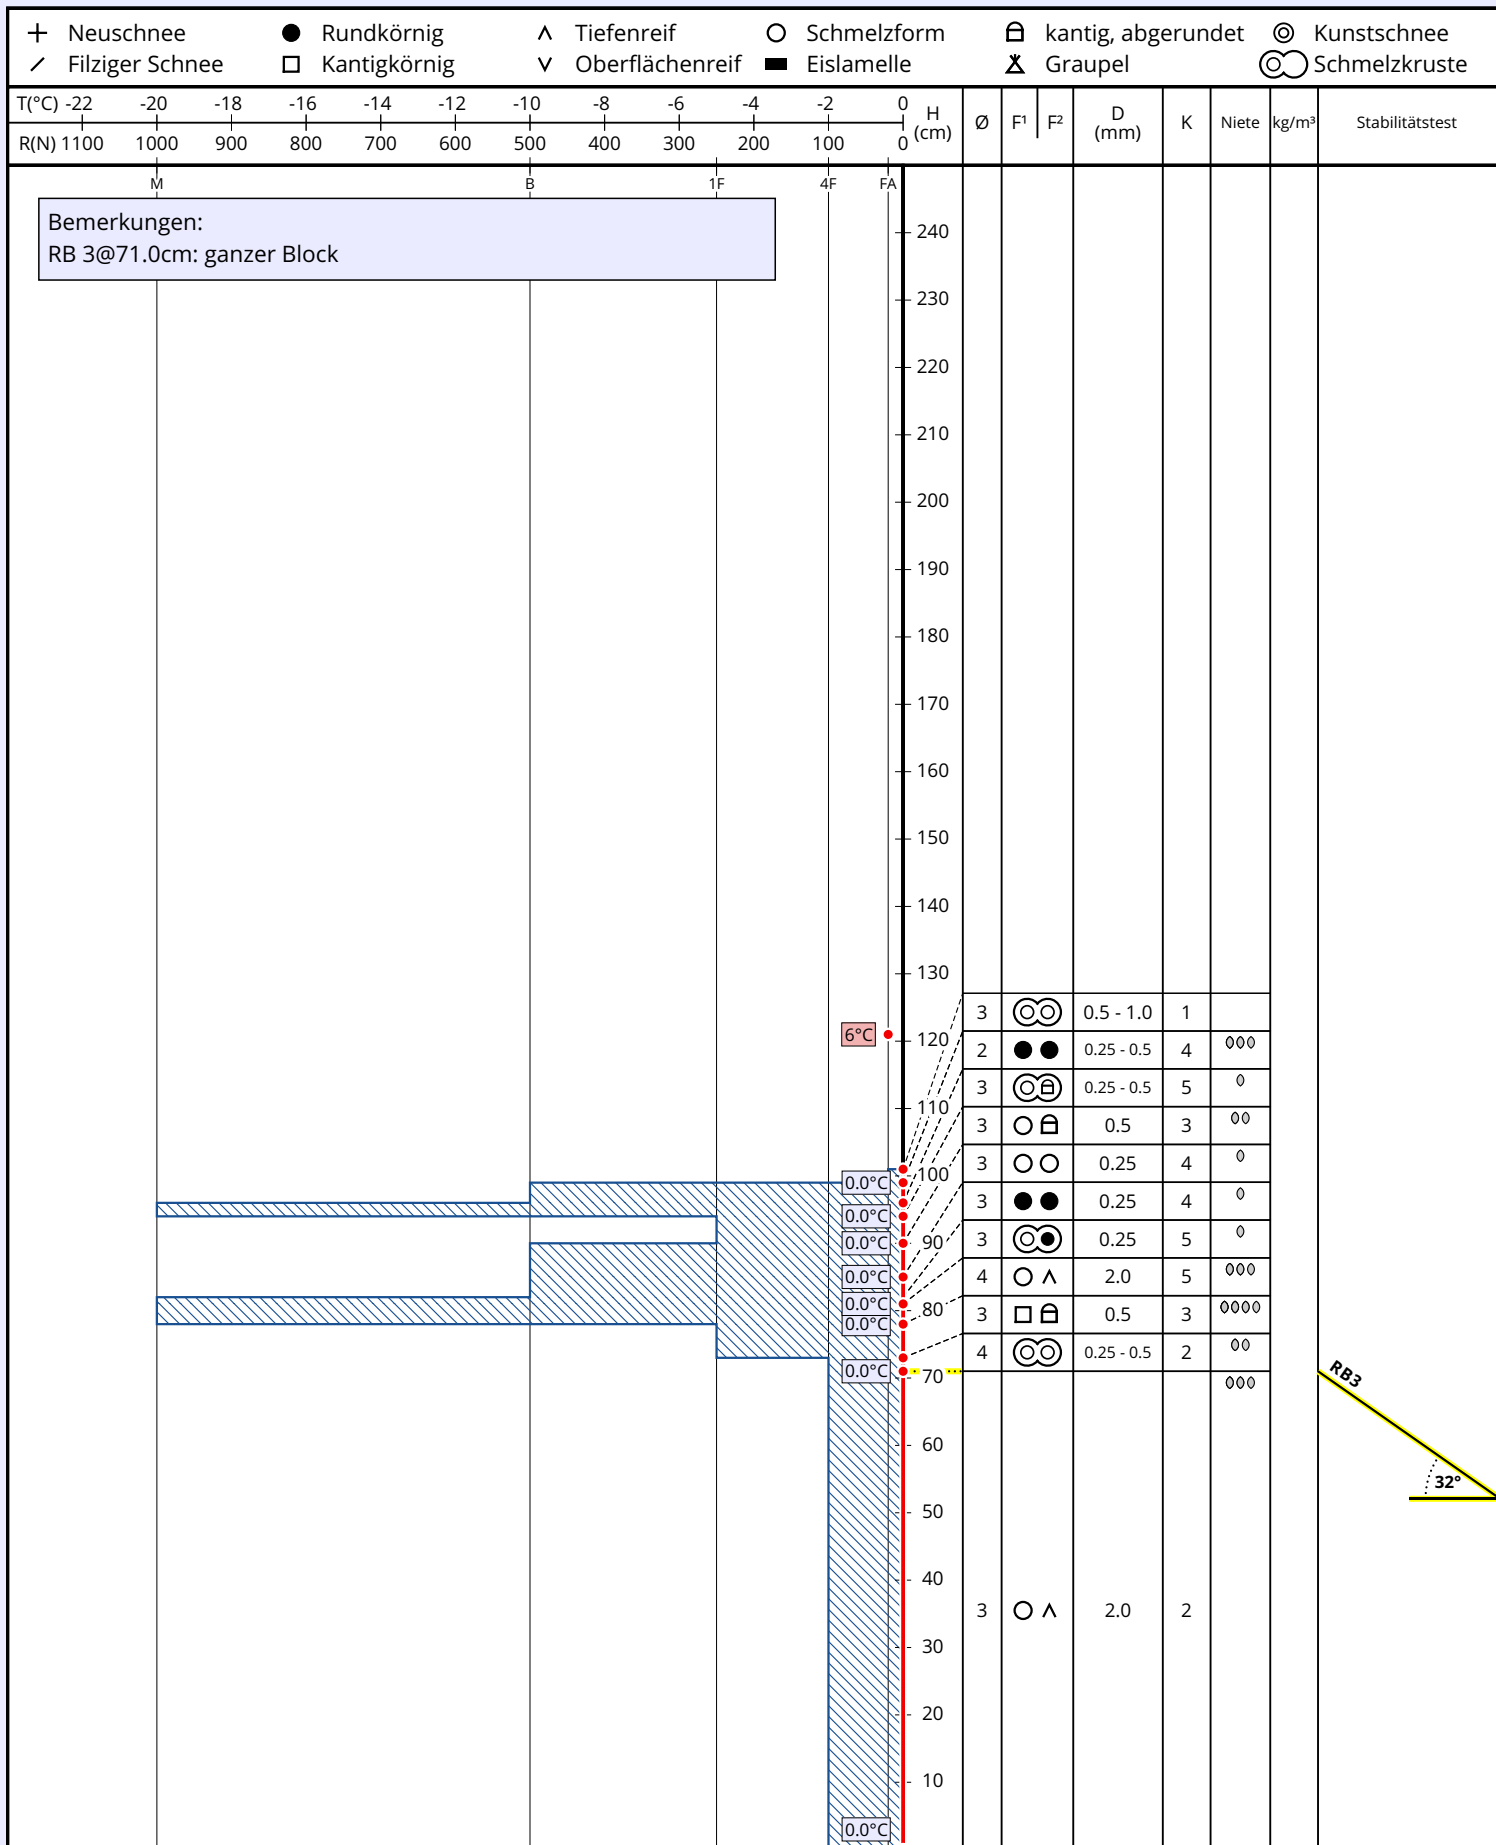 Neuschnee Rundkörnig Tiefenreif Schmelzform kantig, abgerundet Kunstschnee
Filziger Schnee Kantigkörnig Oberflächenreif Eislamelle Graupel Schmelzkruste
T(°C) -22 -20 -18 -16 -14 -12 -10 -8 -6 -4 -2 0
R(N) 1100 1000 900 800 700 600 500 400 300 200 100 0
H (cm) Ø F¹ F² D (mm) K Niete kg/m³ Stabilitätstest
M B 1F 4F FA
Bemerkungen:
RB 3@71.0cm: ganzer Block
240
230
220
210
200
190
180
170
160
150
140
130
3 0.5 - 1.0 1
6°C 120
2 0.25 - 0.5 4
3 0.25 - 0.5 5
110
3 0.5 3
3 0.25 4
100
0.0°C
3 0.25 4
0.0°C
3 0.25 5
0.0°C 90
0.0°C
4 2.0 5
0.0°C
80
3 0.5 3
0.0°C
4 0.25 - 0.5 2
0.0°C
70
RB3
60
32°
50
40
3 2.0 2
30
20
10
0.0°C